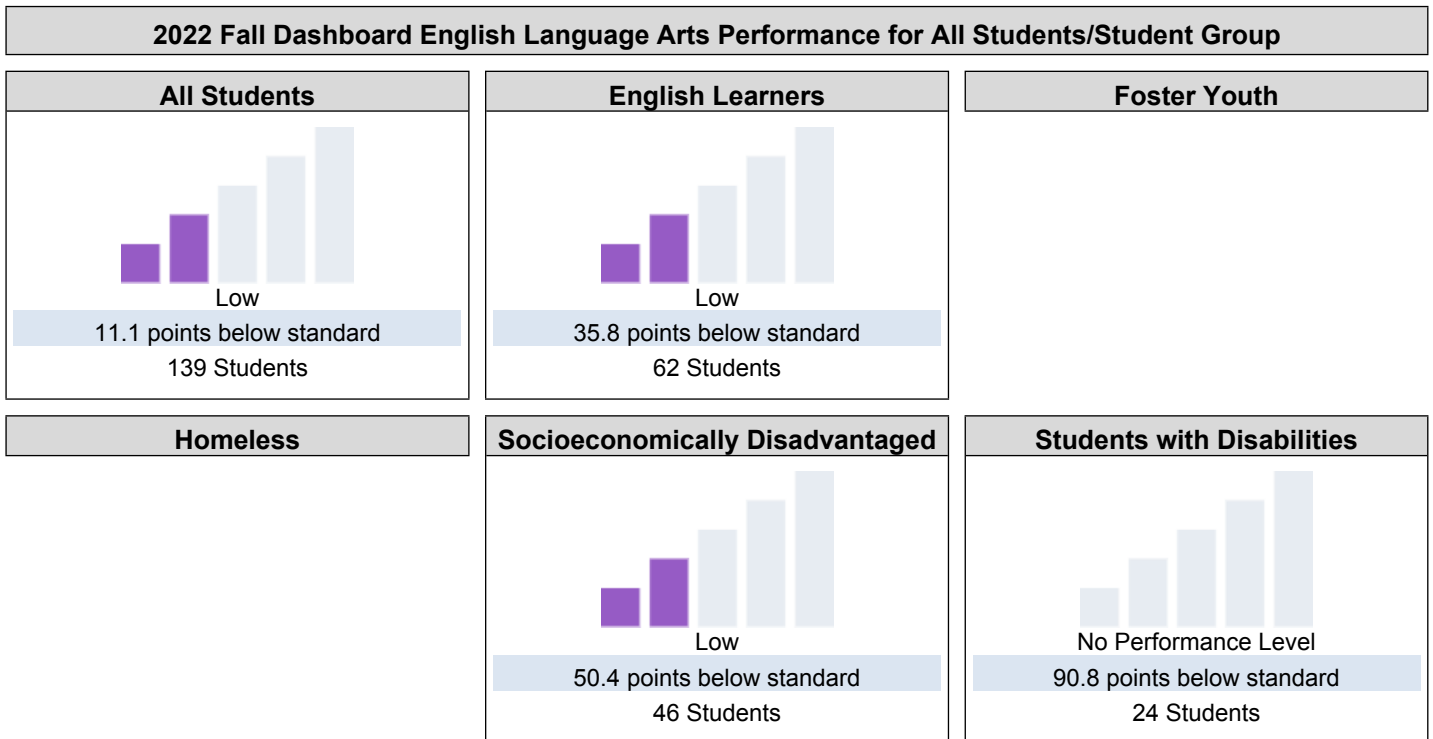 2022 Fall Dashboard English Language Arts Performance for All Students/Student Group
All Students
Low
11.1 points below standard
139 Students
English Learners
Low
35.8 points below standard
62 Students
Foster Youth
Homeless
Socioeconomically Disadvantaged
Low
50.4 points below standard
46 Students
Students with Disabilities
No Performance Level
90.8 points below standard
24 Students